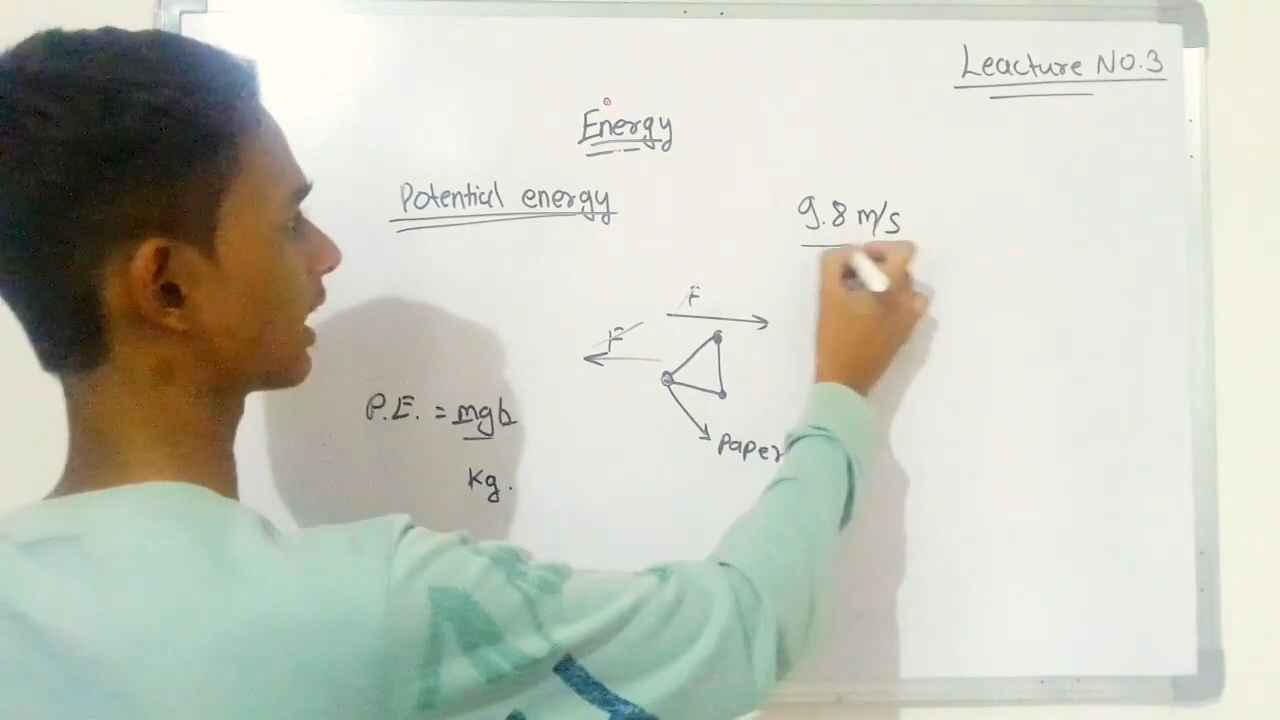 Leacture No.3
Energy
Potential energy
9.8 m/s
F
F
P.E. = mgh
Paper
Kg.